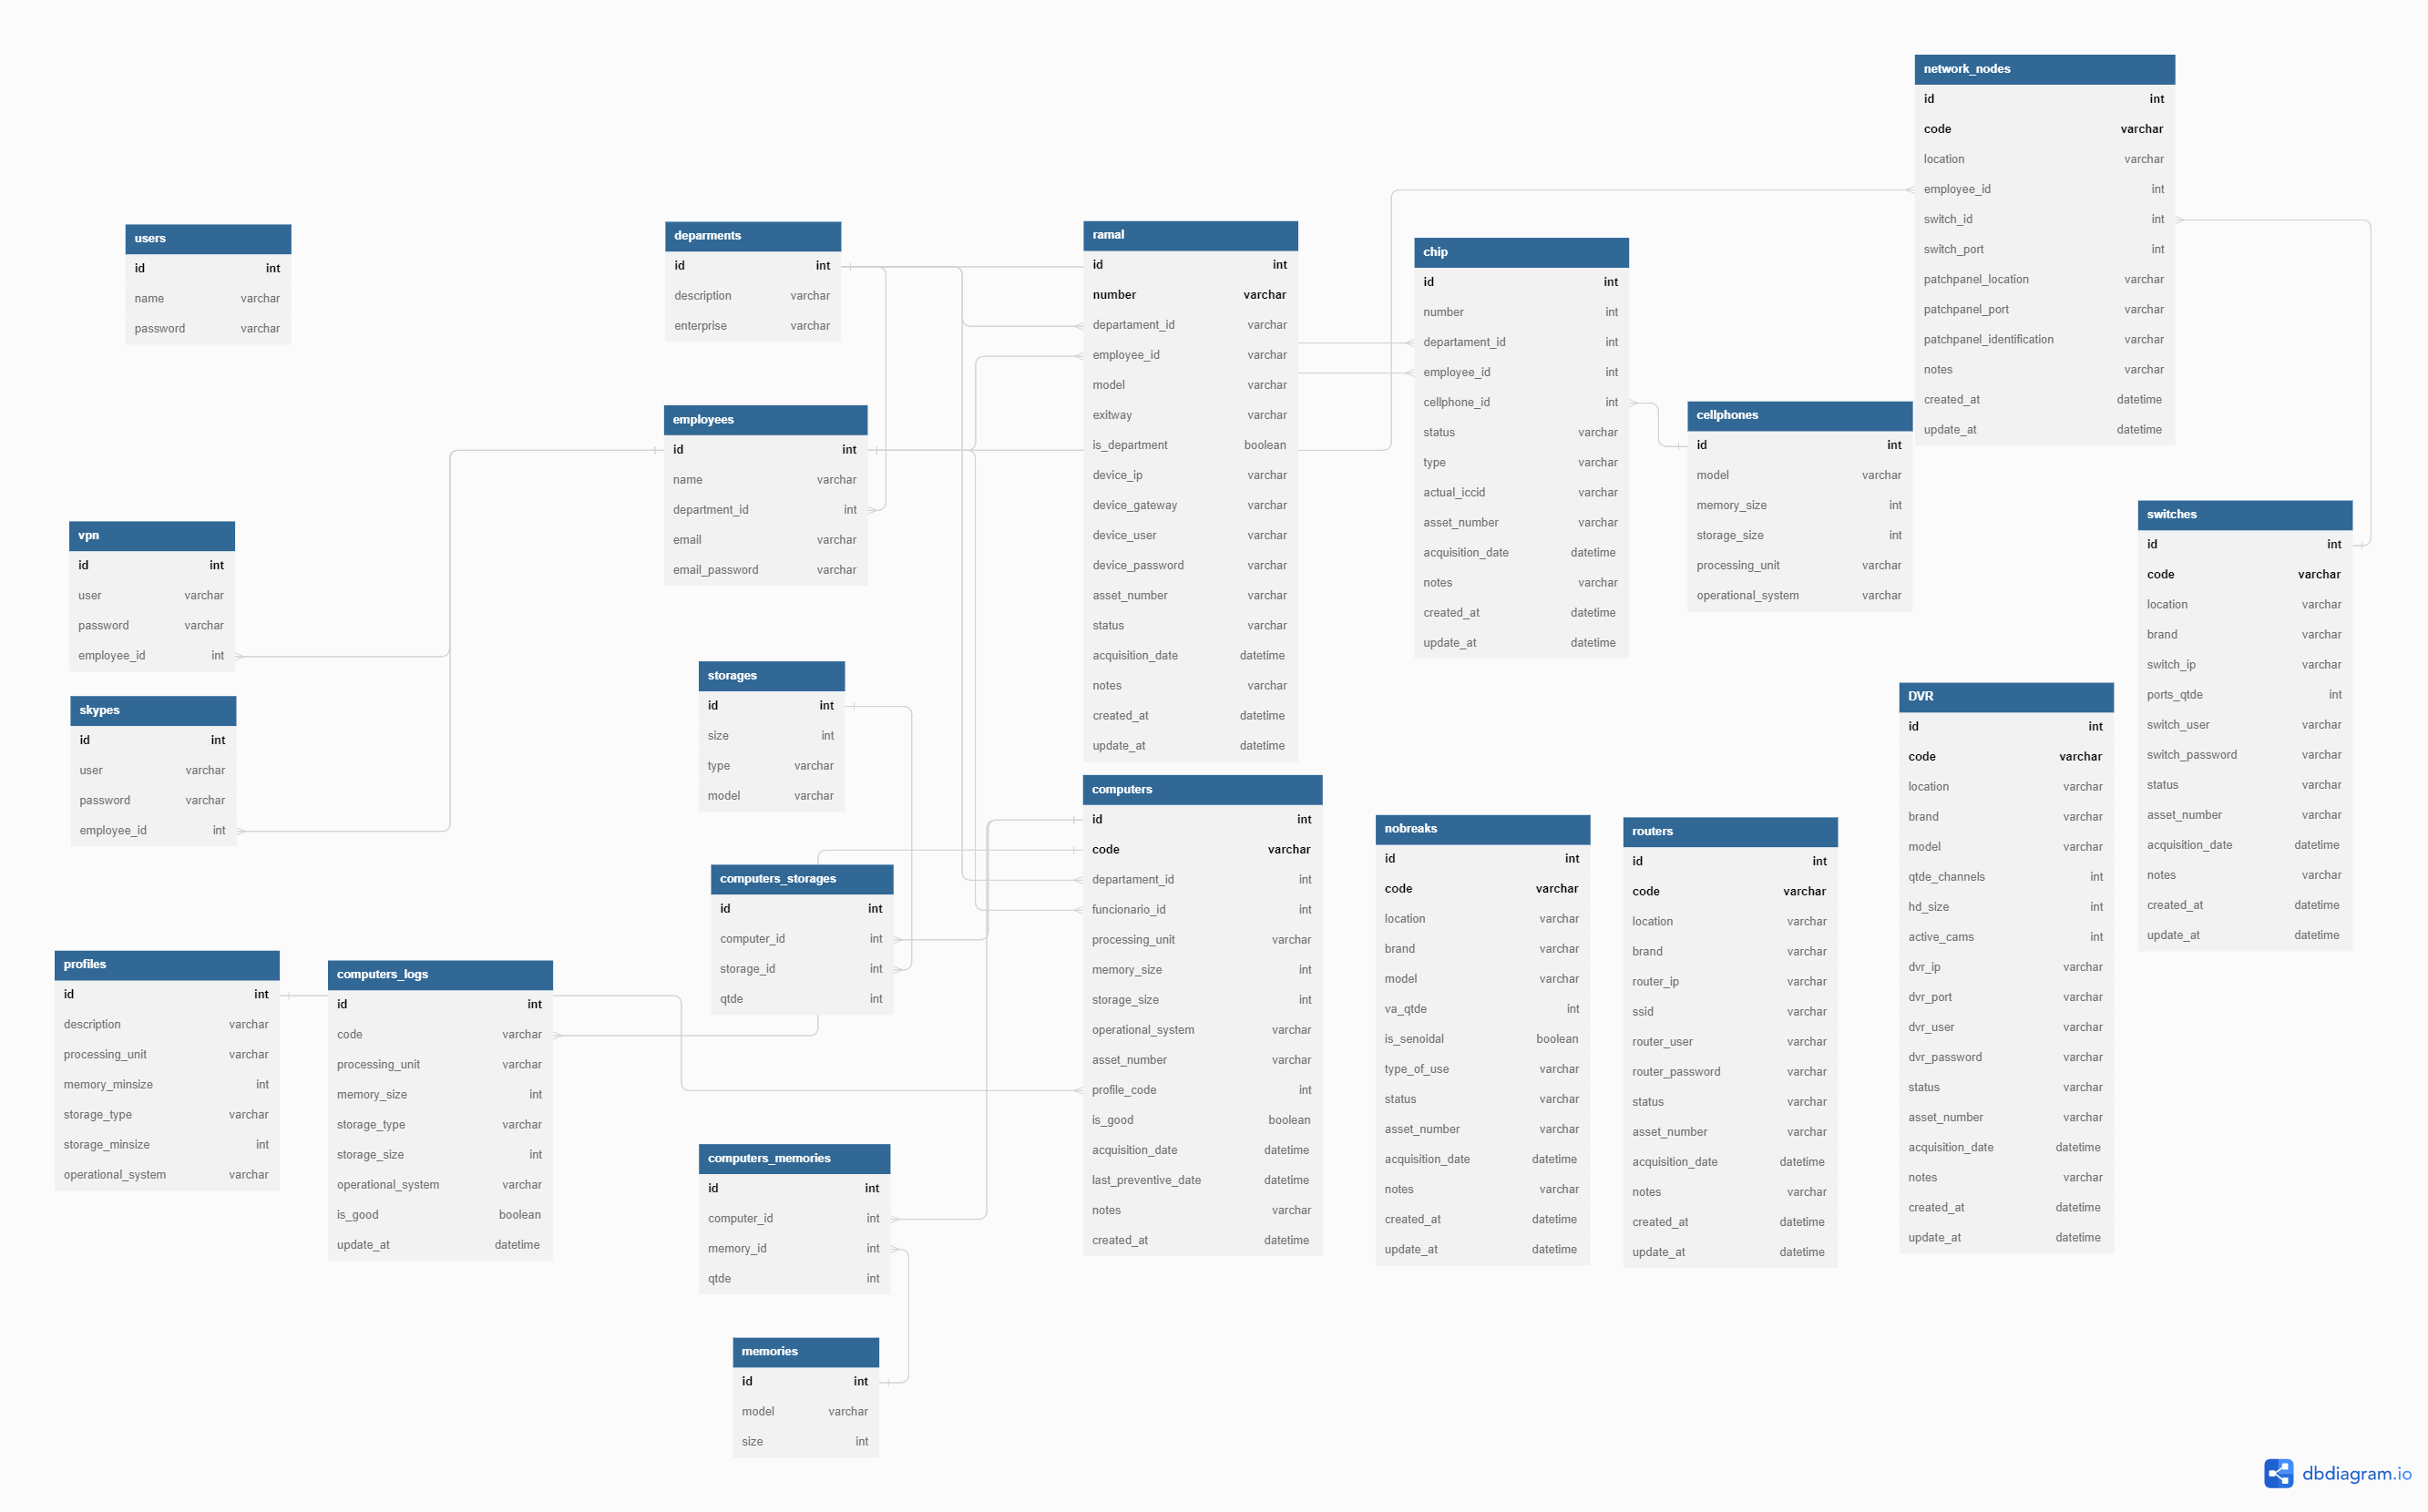 users
id int
name varchar
password varchar
deparments
id int
description varchar
enterprise varchar
employees
id int
name varchar
department_id int
email varchar
email_password varchar
vpn
id int
user varchar
password varchar
employee_id int
skypes
id int
user varchar
password varchar
employee_id int
storages
id int
size int
type varchar
model varchar
computers_storages
id int
computer_id int
storage_id int
qtde int
profiles
id int
description varchar
processing_unit varchar
memory_minsize int
storage_type varchar
storage_minsize int
operational_system varchar
computers_logs
id int
code varchar
processing_unit varchar
memory_size int
storage_type varchar
storage_size int
operational_system varchar
is_good boolean
update_at datetime
computers_memories
id int
computer_id int
memory_id int
qtde int
memories
id int
model varchar
size int
ramal
id int
number varchar
departament_id varchar
employee_id varchar
model varchar
exitway varchar
is_department boolean
device_ip varchar
device_gateway varchar
device_user varchar
device_password varchar
asset_number varchar
status varchar
acquisition_date datetime
notes varchar
created_at datetime
update_at datetime
computers
id int
code varchar
departament_id int
funcionario_id int
processing_unit varchar
memory_size int
storage_size int
operational_system varchar
asset_number varchar
profile_code int
is_good boolean
acquisition_date datetime
last_preventive_date datetime
notes varchar
created_at datetime
chip
id int
number int
departament_id int
employee_id int
cellphone_id int
status varchar
type varchar
actual_iccid varchar
asset_number varchar
acquisition_date datetime
notes varchar
created_at datetime
update_at datetime
cellphones
id int
model varchar
memory_size int
storage_size int
processing_unit varchar
operational_system varchar
network_nodes
id int
code varchar
location varchar
employee_id int
switch_id int
switch_port int
patchpanel_location varchar
patchpanel_port varchar
patchpanel_identification varchar
notes varchar
created_at datetime
update_at datetime
switches
id int
code varchar
location varchar
brand varchar
switch_ip varchar
ports_qtde int
switch_user varchar
switch_password varchar
status varchar
asset_number varchar
acquisition_date datetime
notes varchar
created_at datetime
update_at datetime
nobreaks
id int
code varchar
location varchar
brand varchar
model varchar
va_qtde int
is_senoidal boolean
type_of_use varchar
status varchar
asset_number varchar
acquisition_date datetime
notes varchar
created_at datetime
update_at datetime
routers
id int
code varchar
location varchar
brand varchar
router_ip varchar
ssid varchar
router_user varchar
router_password varchar
status varchar
asset_number varchar
acquisition_date datetime
notes varchar
created_at datetime
update_at datetime
DVR
id int
code varchar
location varchar
brand varchar
model varchar
qtde_channels int
hd_size int
active_cams int
dvr_ip varchar
dvr_port varchar
dvr_user varchar
dvr_password varchar
status varchar
asset_number varchar
acquisition_date datetime
notes varchar
created_at datetime
update_at datetime
dbdiagram.io